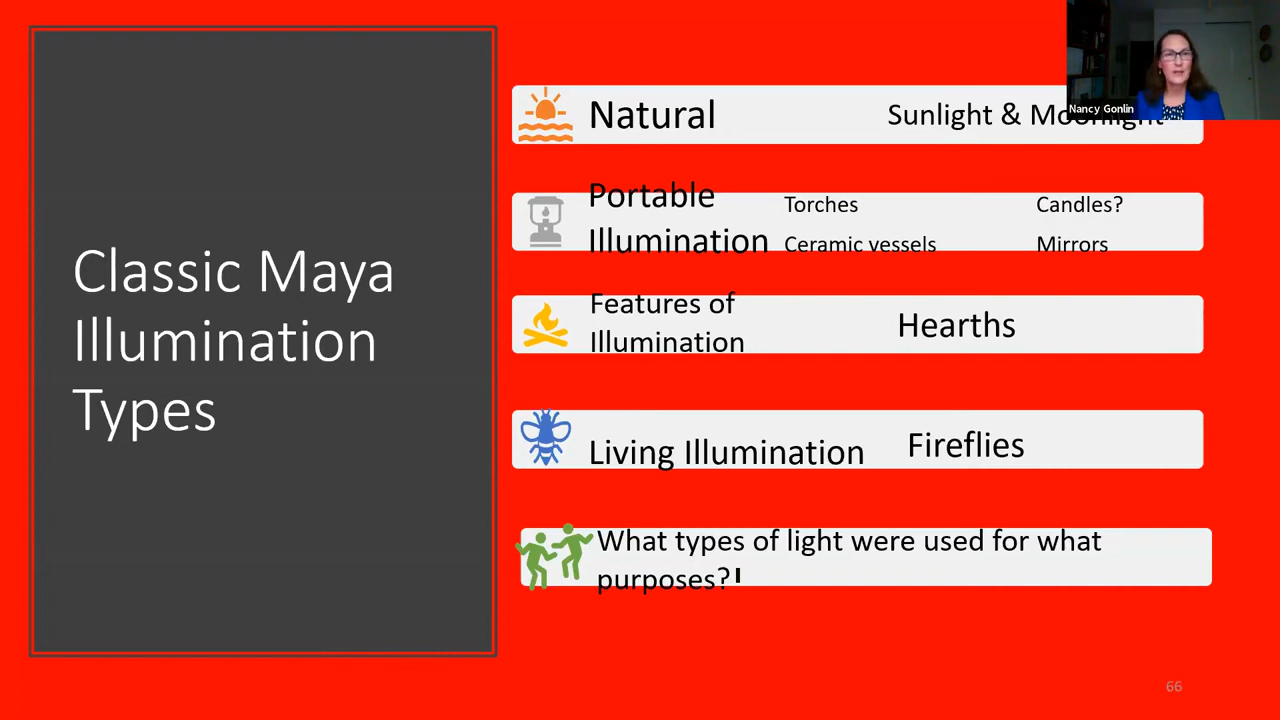 Nancy Gonlin
Natural Sunlight & Moonlight
Portable Illumination
Torches Candles?
Ceramic vessels Mirrors
Features of Illumination
Hearths
Living Illumination Fireflies
What types of light were used for what
purposes?
Classic Maya
Illumination
Types
66